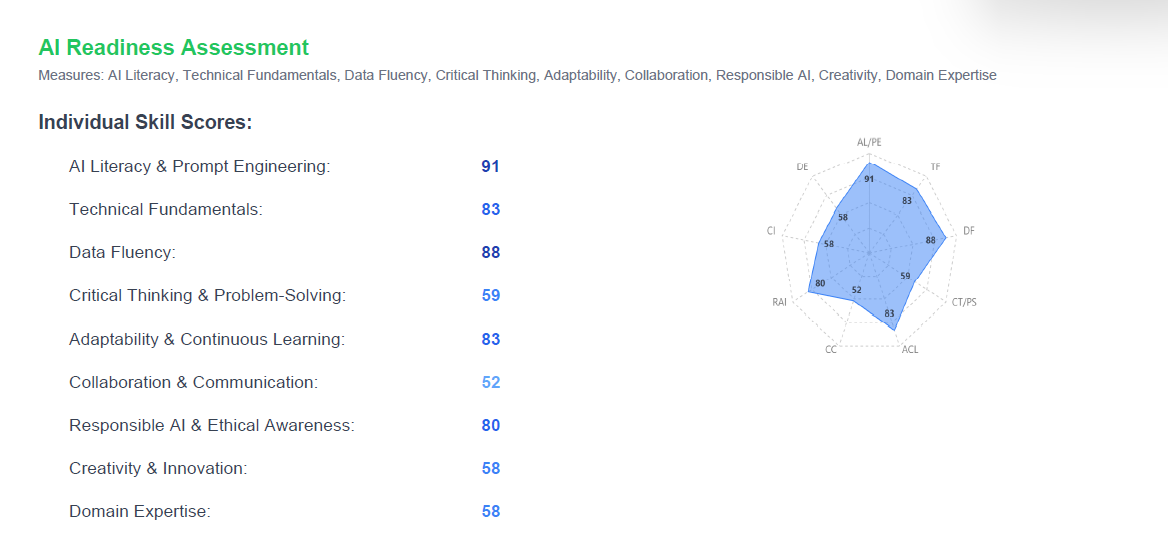 AI Readiness Assessment
Measures: AI Literacy, Technical Fundamentals, Data Fluency, Critical Thinking, Adaptability, Collaboration, Responsible AI, Creativity, Domain Expertise
Individual Skill Scores:
AI Literacy & Prompt Engineering: 91
Technical Fundamentals: 83
Data Fluency: 88
Critical Thinking & Problem-Solving: 59
Adaptability & Continuous Learning: 83
Collaboration & Communication: 52
Responsible AI & Ethical Awareness: 80
Creativity & Innovation: 58
Domain Expertise: 58
AL/PE
DE
TF
91
83
58
CI
DF
58
88
59
80
52
RAI
CT/PS
83
CC
ACL